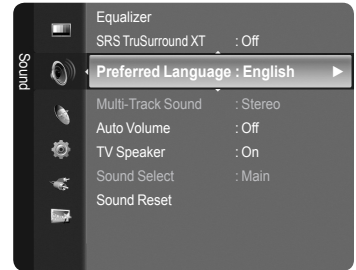 Sound
Equalizer
SRS TruSurround XT : Off
Preferred Language : English
Multi-Track Sound : Stereo
Auto Volume : Off
TV Speaker : On
Sound Select : Main
Sound Reset